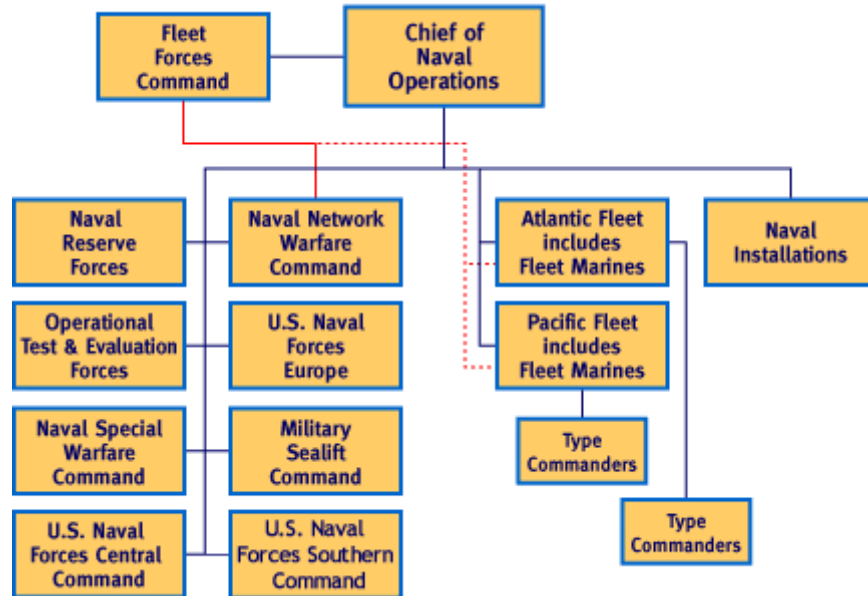 Fleet
Forces
Command
Chief of
Naval
Operations
Naval
Reserve
Forces
Naval Network
Warfare
Command
Atlantic Fleet
includes
Fleet Marines
Naval
Installations
Operational
Test & Evaluation
Forces
U.S. Naval
Forces
Europe
Pacific Fleet
includes
Fleet Marines
Naval Special
Warfare
Command
Military
Sealift
Command
Type
Commanders
U.S. Naval
Forces Central
Command
U.S. Naval
Forces Southern
Command
Type
Commanders